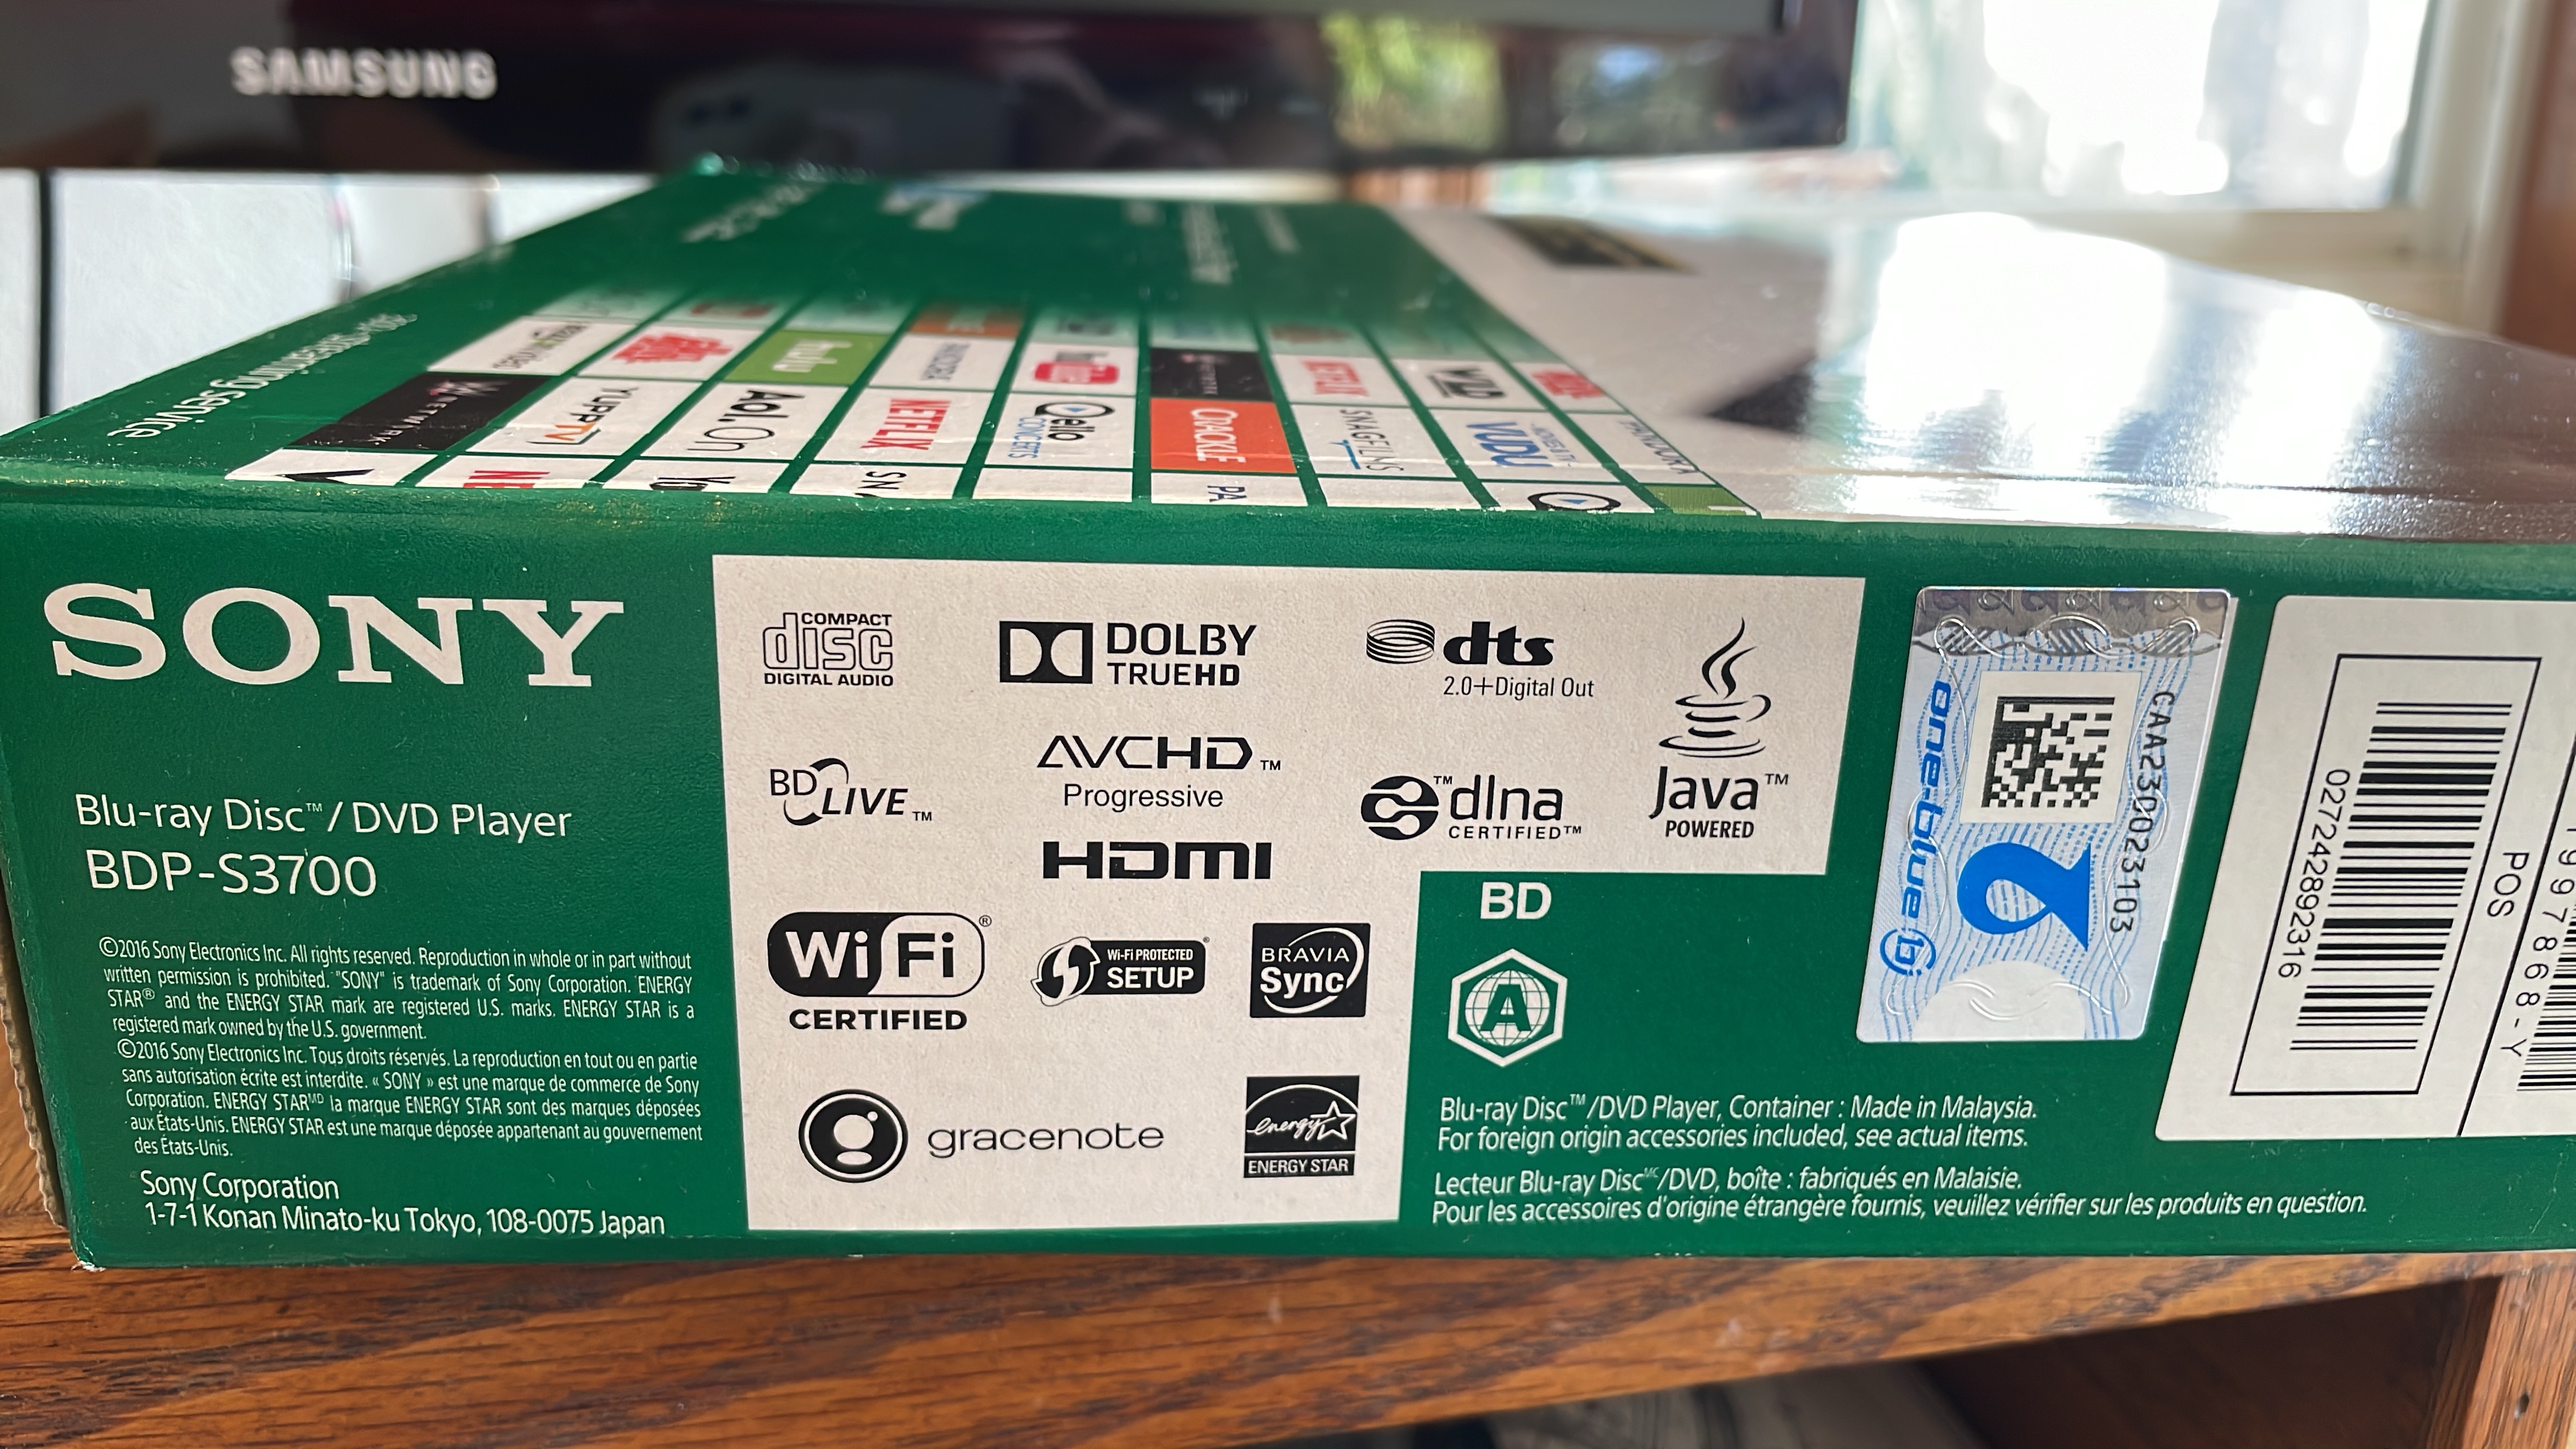 SAMSUNG
streaming service
hulu
NETWORK
YUPPTV
Aol.On
NETFLIX
Qello
CONCERTS
CRACKLE
SNAGFILMS
VUDU
PANDORA
SONY
Blu-ray Disc™/ DVD Player
BDP-S3700
©2016 Sony Electronics Inc. All rights reserved. Reproduction in whole or in part without
written permission is prohibited. "SONY" is trademark of Sony Corporation. ENERGY
STAR® and the ENERGY STAR mark are registered U.S. marks. ENERGY STAR is a
registered mark owned by the U.S. government.
©2016 Sony Electronics Inc. Tous droits réservés. La reproduction en tout ou en partie
sans autorisation écrite est interdite. « SONY » est une marque de commerce de Sony
Corporation. ENERGY STARᴹᴰ la marque ENERGY STAR sont des marques déposées
aux États-Unis. ENERGY STAR est une marque déposée appartenant au gouvernement
des États-Unis.
Sony Corporation
1-7-1 Konan Minato-ku Tokyo, 108-0075 Japan
COMPACT
disc
DIGITAL AUDIO
DOLBY
TRUEHD
dts
2.0+Digital Out
BD LIVE™
AVCHD™
Progressive
™dlna
CERTIFIED™
Java™
POWERED
HDMI
Wi Fi®
CERTIFIED
Wi-Fi PROTECTED
SETUP
BRAVIA
Sync
gracenote
energy
ENERGY STAR
BD
A
Blu-ray Disc™/DVD Player, Container : Made in Malaysia.
For foreign origin accessories included, see actual items.
Lecteur Blu-ray Discᴹᶜ/DVD, boîte : fabriqués en Malaisie.
Pour les accessoires d'origine étrangère fournis, veuillez vérifier sur les produits en question.
one-blue
CAA230023103
027242892316
POS